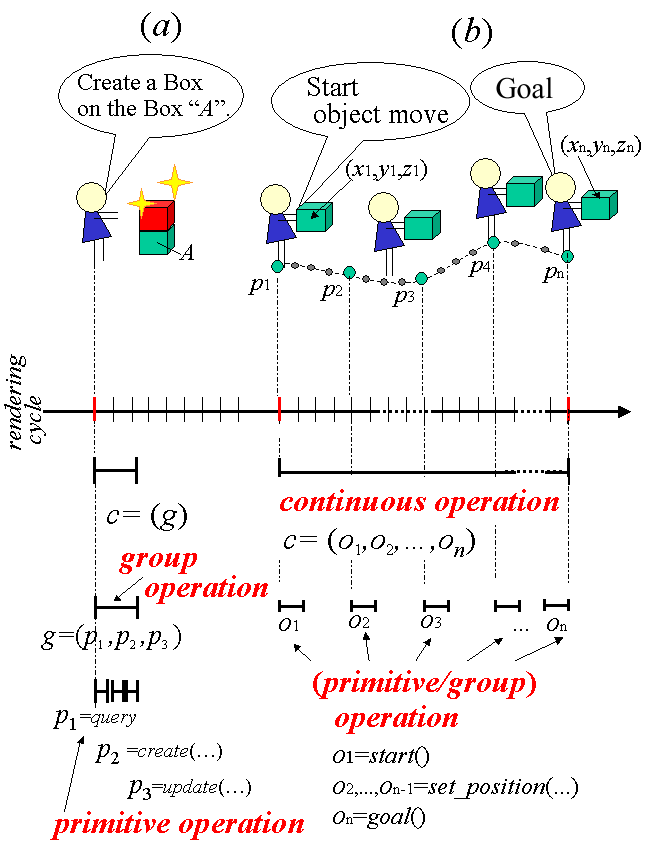 (a)
(b)
Create a Box
on the Box “A”.
Start
object move
Goal
(x1,y1,z1)
(xn,yn,zn)
A
p1
p2
p3
p4
pn
rendering
cycle
c= (g)
continuous operation
c= (o1,o2,...,on)
group
operation
g=(p1,p2,p3)
o1
o2
o3
...
on
(primitive/group)
operation
p1=query
p2 =create(…)
p3=update(…)
primitive operation
o1=start()
o2,...,on-1=set_position(...)
on=goal()